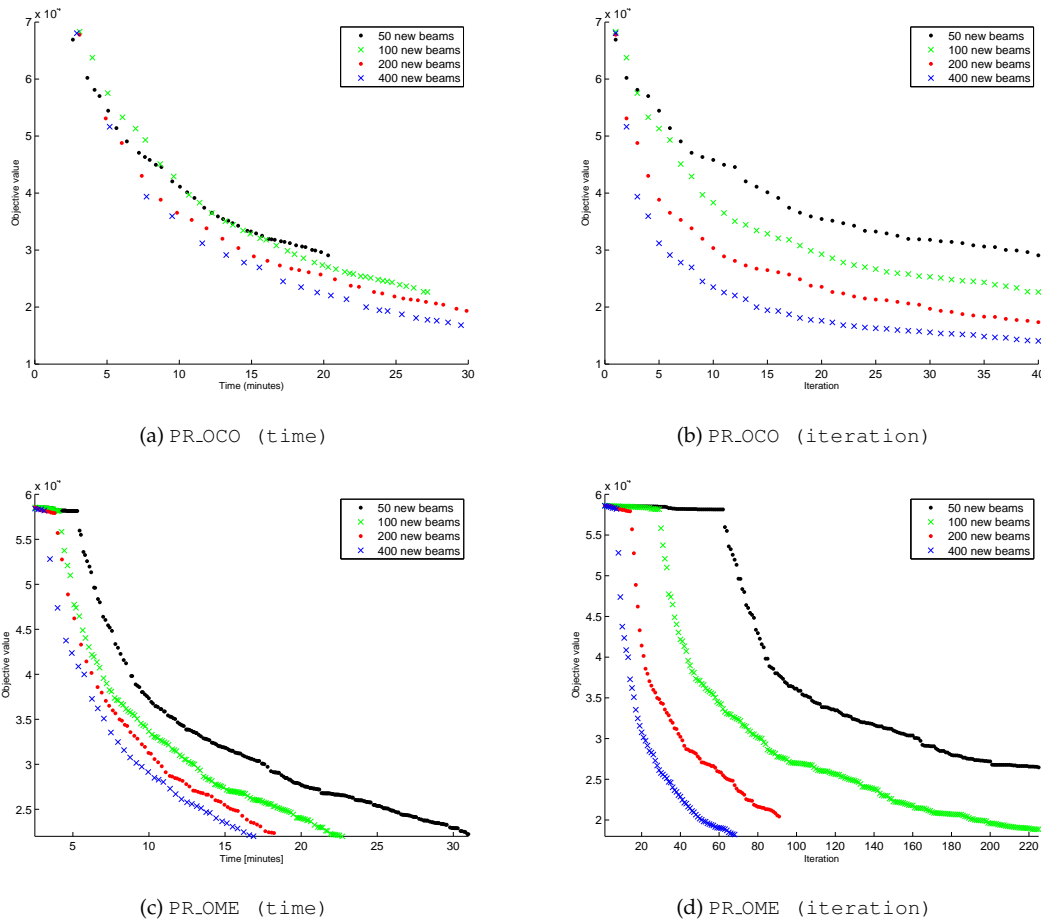 x 10⁻⁴
7
6
5
4
3
2
1
Objective value
0 5 10 15 20 25 30
Time (minutes)
50 new beams
100 new beams
200 new beams
400 new beams
(a) PR_OCO (time)
7
6
5
4
3
2
1
Objective value
0 5 10 15 20 25 30 35 40
Iteration
50 new beams
100 new beams
200 new beams
400 new beams
(b) PR_OCO (iteration)
6
5.5
5
4.5
4
3.5
3
2.5
Objective value
5 10 15 20 25 30
Time [minutes]
50 new beams
100 new beams
200 new beams
400 new beams
(c) PR_OME (time)
6
5.5
5
4.5
4
3.5
3
2.5
2
Objective value
20 40 60 80 100 120 140 160 180 200 220
Iteration
50 new beams
100 new beams
200 new beams
400 new beams
(d) PR_OME (iteration)